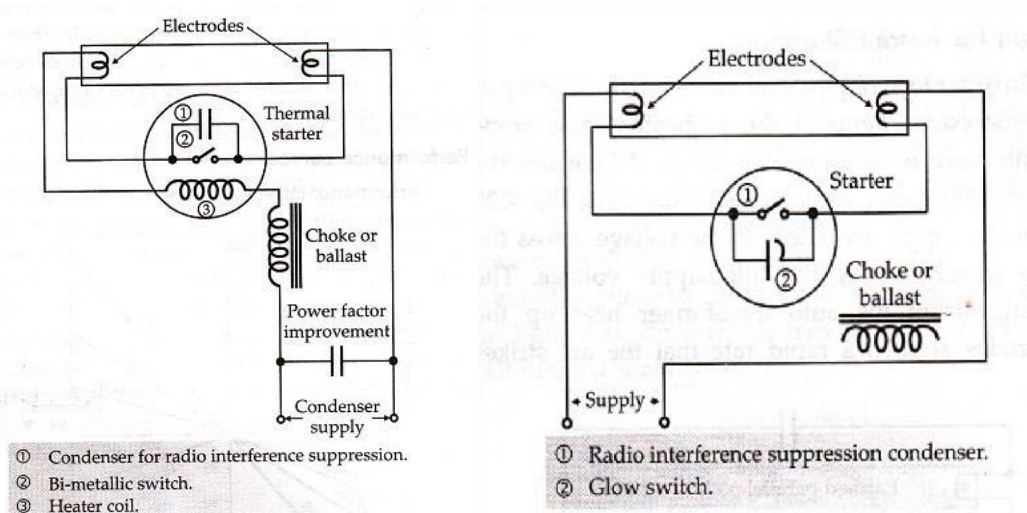 Electrodes
①
②
Thermal
starter
③
Choke or
ballast
Power factor
improvement
Condenser
supply
① Condenser for radio interference suppression.
② Bi-metallic switch.
③ Heater coil.
Electrodes
①
Starter
②
Choke or
ballast
Supply
① Radio interference suppression condenser.
② Glow switch.